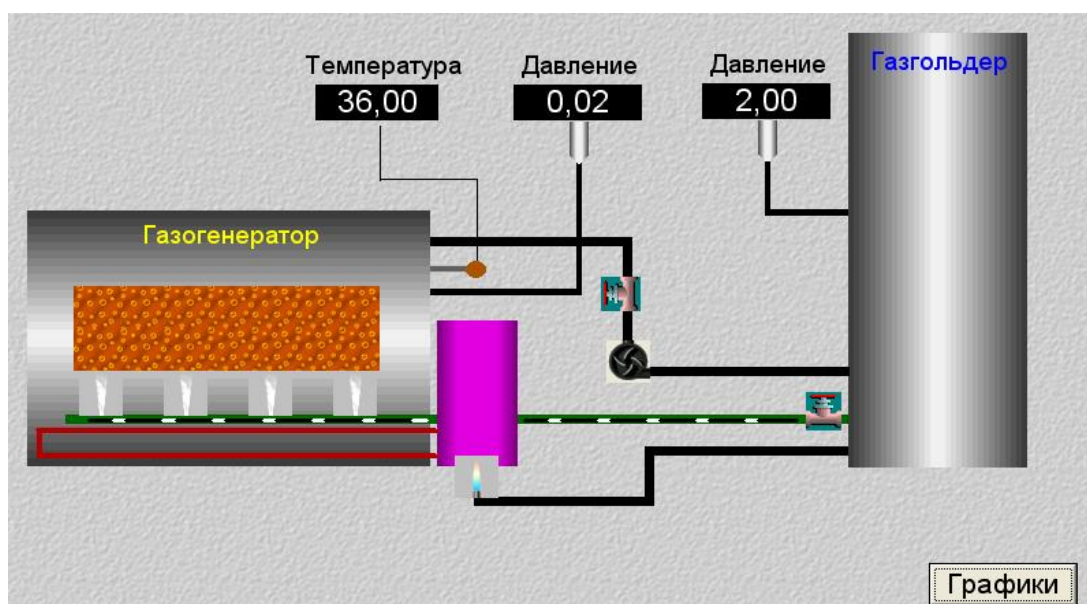 Температура
36,00
Давление
0,02
Давление
2,00
Газгольдер
Газогенератор
Графики